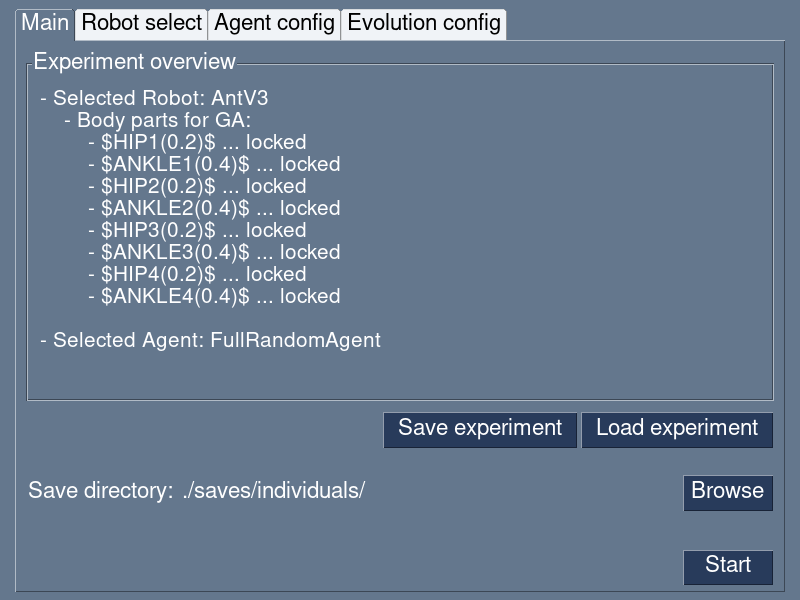 Main Robot select Agent config Evolution config
Experiment overview
- Selected Robot: AntV3
- Body parts for GA:
- $HIP1(0.2)$ ... locked
- $ANKLE1(0.4)$ ... locked
- $HIP2(0.2)$ ... locked
- $ANKLE2(0.4)$ ... locked
- $HIP3(0.2)$ ... locked
- $ANKLE3(0.4)$ ... locked
- $HIP4(0.2)$ ... locked
- $ANKLE4(0.4)$ ... locked
- Selected Agent: FullRandomAgent
Save experiment Load experiment
Save directory: ./saves/individuals/ Browse
Start